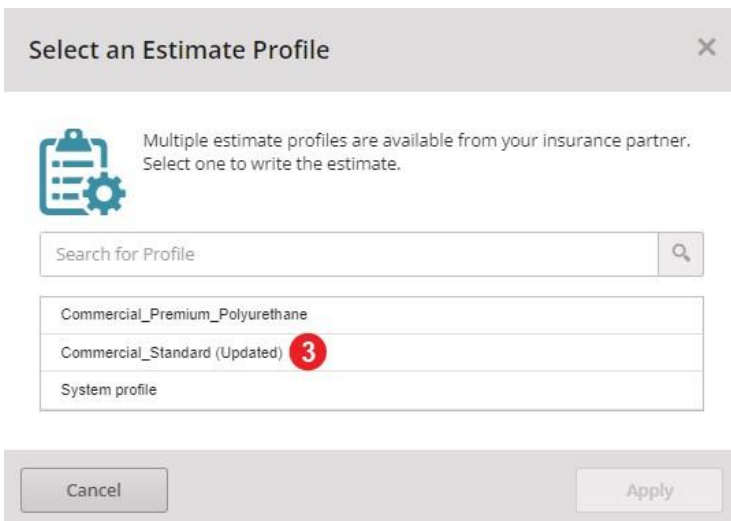 Select an Estimate Profile
Multiple estimate profiles are available from your insurance partner.
Select one to write the estimate.
Search for Profile
Commercial_Premium_Polyurethane
Commercial_Standard (Updated) 3
System profile
Cancel Apply